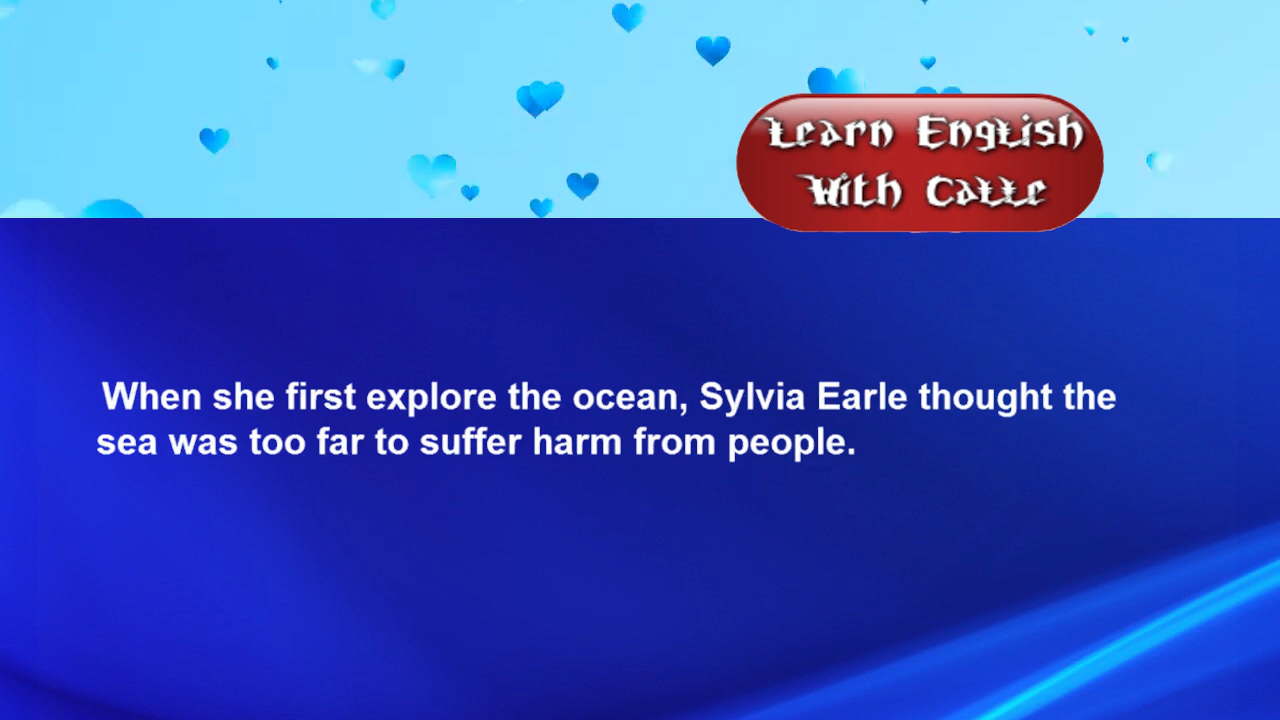 Learn English
With Catte
When she first explore the ocean, Sylvia Earle thought the
sea was too far to suffer harm from people.